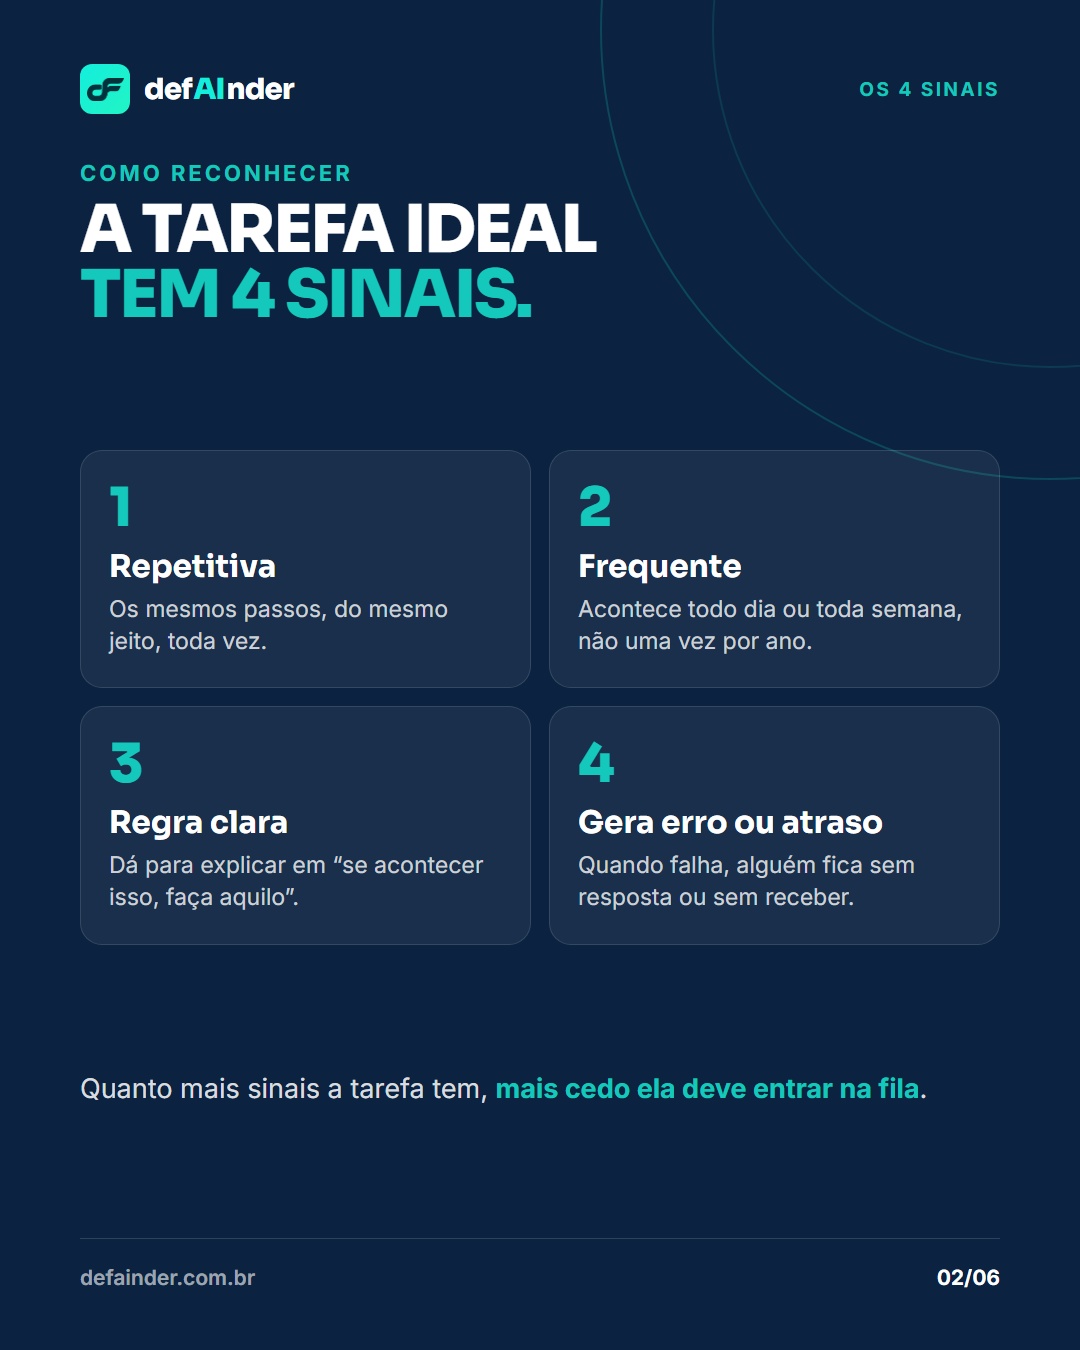 defAInder
OS 4 SINAIS
COMO RECONHECER
A TAREFA IDEAL
TEM 4 SINAIS.
1
Repetitiva
Os mesmos passos, do mesmo
jeito, toda vez.
2
Frequente
Acontece todo dia ou toda semana,
não uma vez por ano.
3
Regra clara
Dá para explicar em “se acontecer
isso, faça aquilo”.
4
Gera erro ou atraso
Quando falha, alguém fica sem
resposta ou sem receber.
Quanto mais sinais a tarefa tem, mais cedo ela deve entrar na fila.
defainder.com.br
02/06